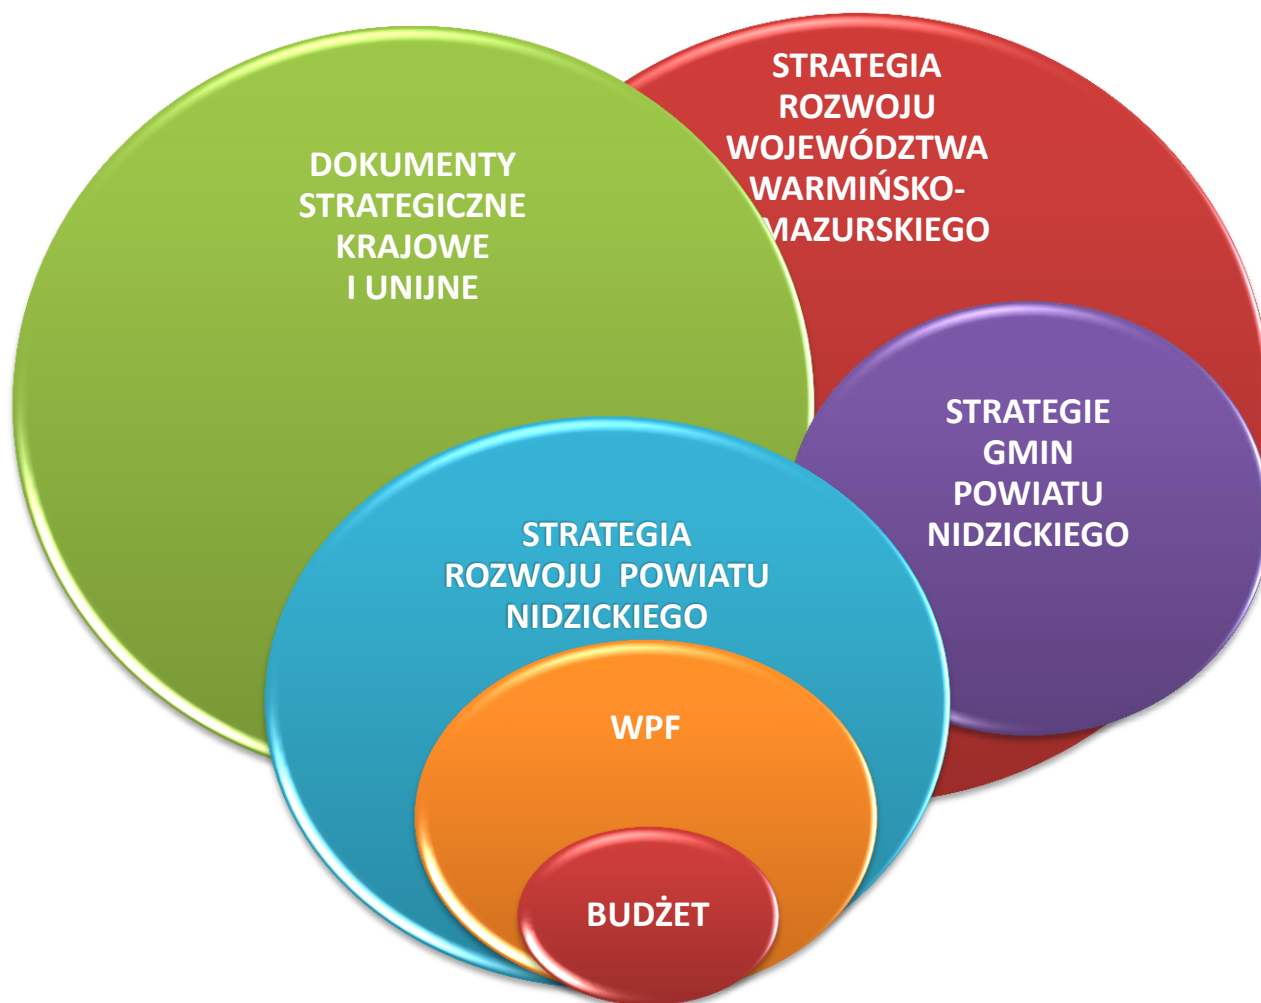 DOKUMENTY
STRATEGICZNE
KRAJOWE
I UNIJNE
STRATEGIA
ROZWOJU
WOJEWÓDZTWA
WARMIŃSKO-
MAZURSKIEGO
STRATEGIE
GMIN
POWIATU
NIDZICKIEGO
STRATEGIA
ROZWOJU POWIATU
NIDZICKIEGO
WPF
BUDŻET